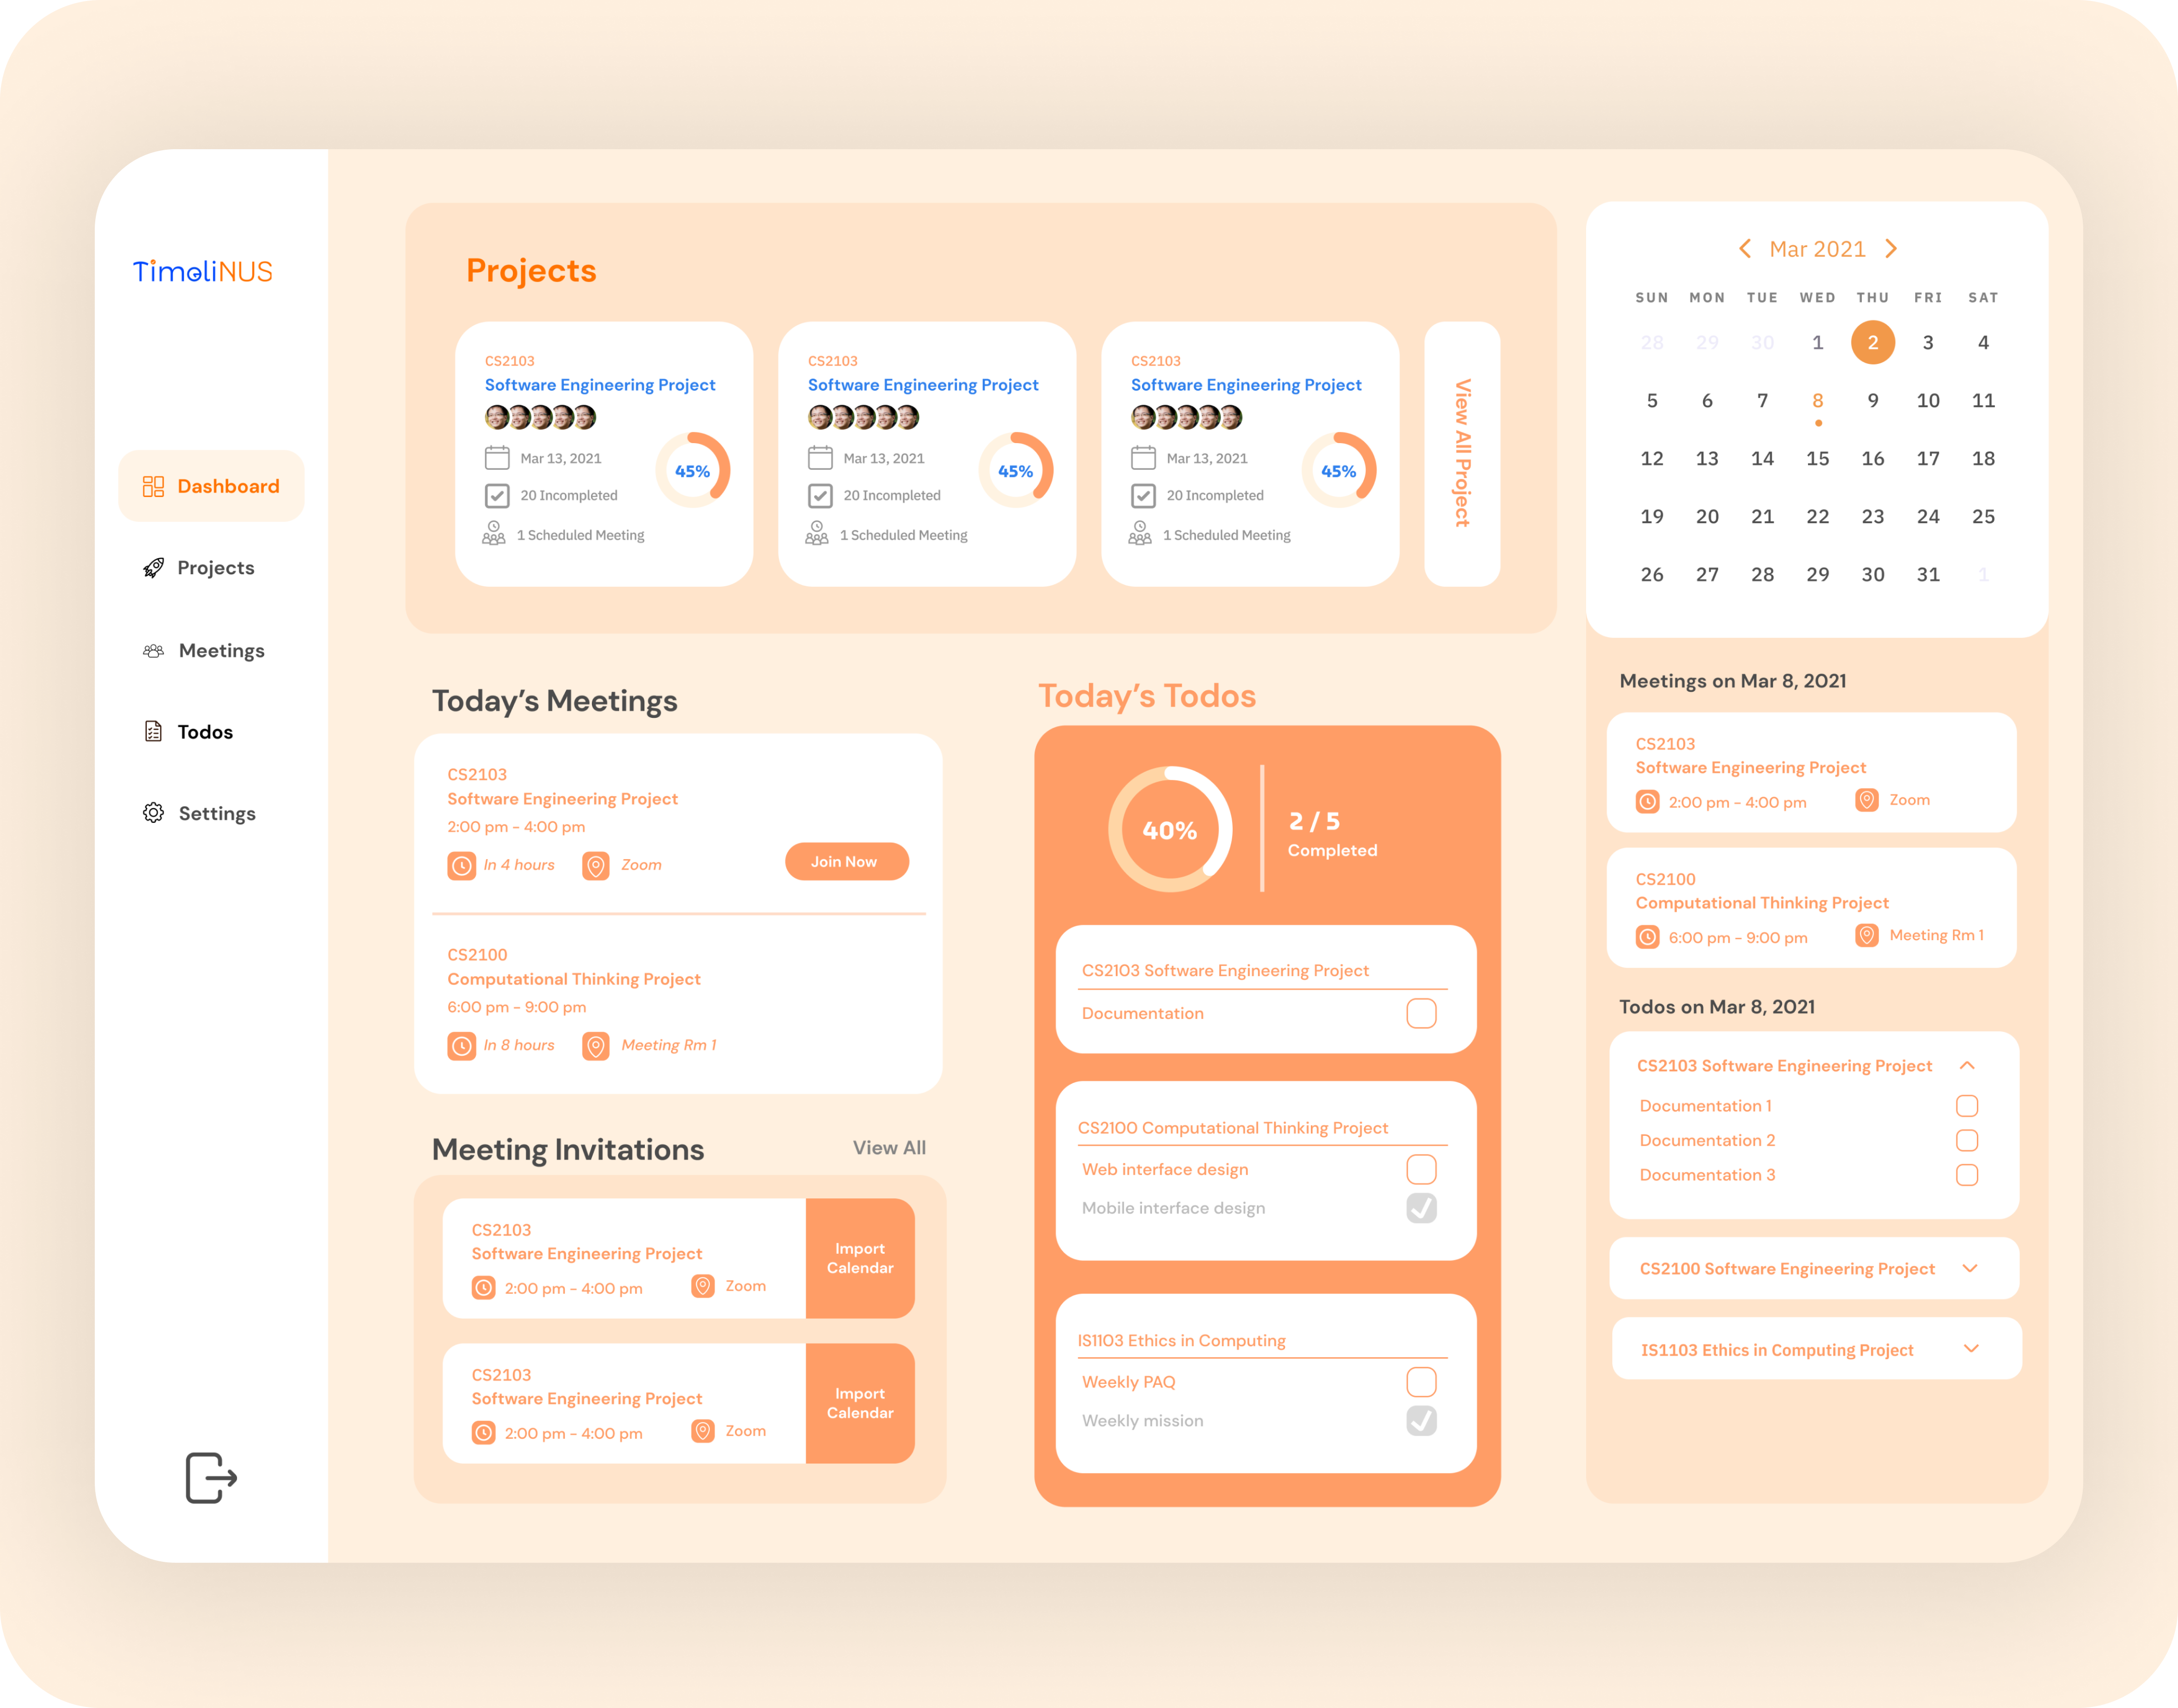 TimeliNUS
Dashboard
Projects
Meetings
Todos
Settings
Projects
CS2103
Software Engineering Project
Mar 13, 2021
20 Incompleted
1 Scheduled Meeting
45%
CS2103
Software Engineering Project
Mar 13, 2021
20 Incompleted
1 Scheduled Meeting
45%
CS2103
Software Engineering Project
Mar 13, 2021
20 Incompleted
1 Scheduled Meeting
45%
View All Project
Today’s Meetings
CS2103
Software Engineering Project
2:00 pm - 4:00 pm
In 4 hours Zoom
Join Now
CS2100
Computational Thinking Project
6:00 pm - 9:00 pm
In 8 hours Meeting Rm 1
Meeting Invitations View All
CS2103
Software Engineering Project
2:00 pm - 4:00 pm Zoom
Import
Calendar
CS2103
Software Engineering Project
2:00 pm - 4:00 pm Zoom
Import
Calendar
Today’s Todos
40%
2 / 5
Completed
CS2103 Software Engineering Project
Documentation
CS2100 Computational Thinking Project
Web interface design
Mobile interface design
IS1103 Ethics in Computing
Weekly PAQ
Weekly mission
Mar 2021
SUN MON TUE WED THU FRI SAT
28 29 30 1 2 3 4
5 6 7 8 9 10 11
12 13 14 15 16 17 18
19 20 21 22 23 24 25
26 27 28 29 30 31 1
Meetings on Mar 8, 2021
CS2103
Software Engineering Project
2:00 pm - 4:00 pm Zoom
CS2100
Computational Thinking Project
6:00 pm - 9:00 pm Meeting Rm 1
Todos on Mar 8, 2021
CS2103 Software Engineering Project
Documentation 1
Documentation 2
Documentation 3
CS2100 Software Engineering Project
IS1103 Ethics in Computing Project